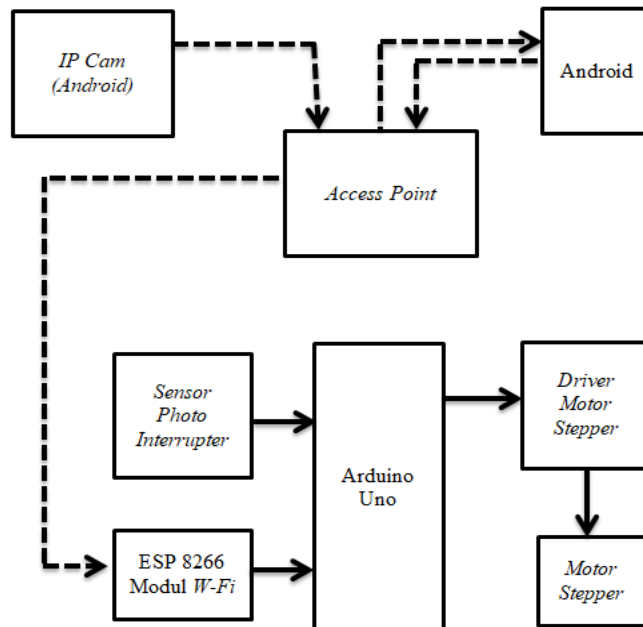 IP Cam
(Android)
Android
Access Point
Sensor
Photo
Interrupter
Arduino
Uno
Driver
Motor
Stepper
ESP 8266
Modul W-Fi
Motor
Stepper